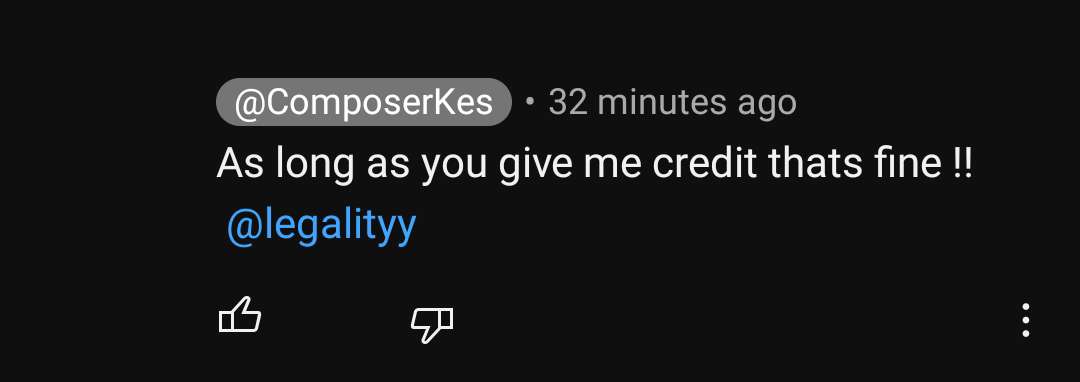 @ComposerKes • 32 minutes ago
As long as you give me credit thats fine !!
@legalityy